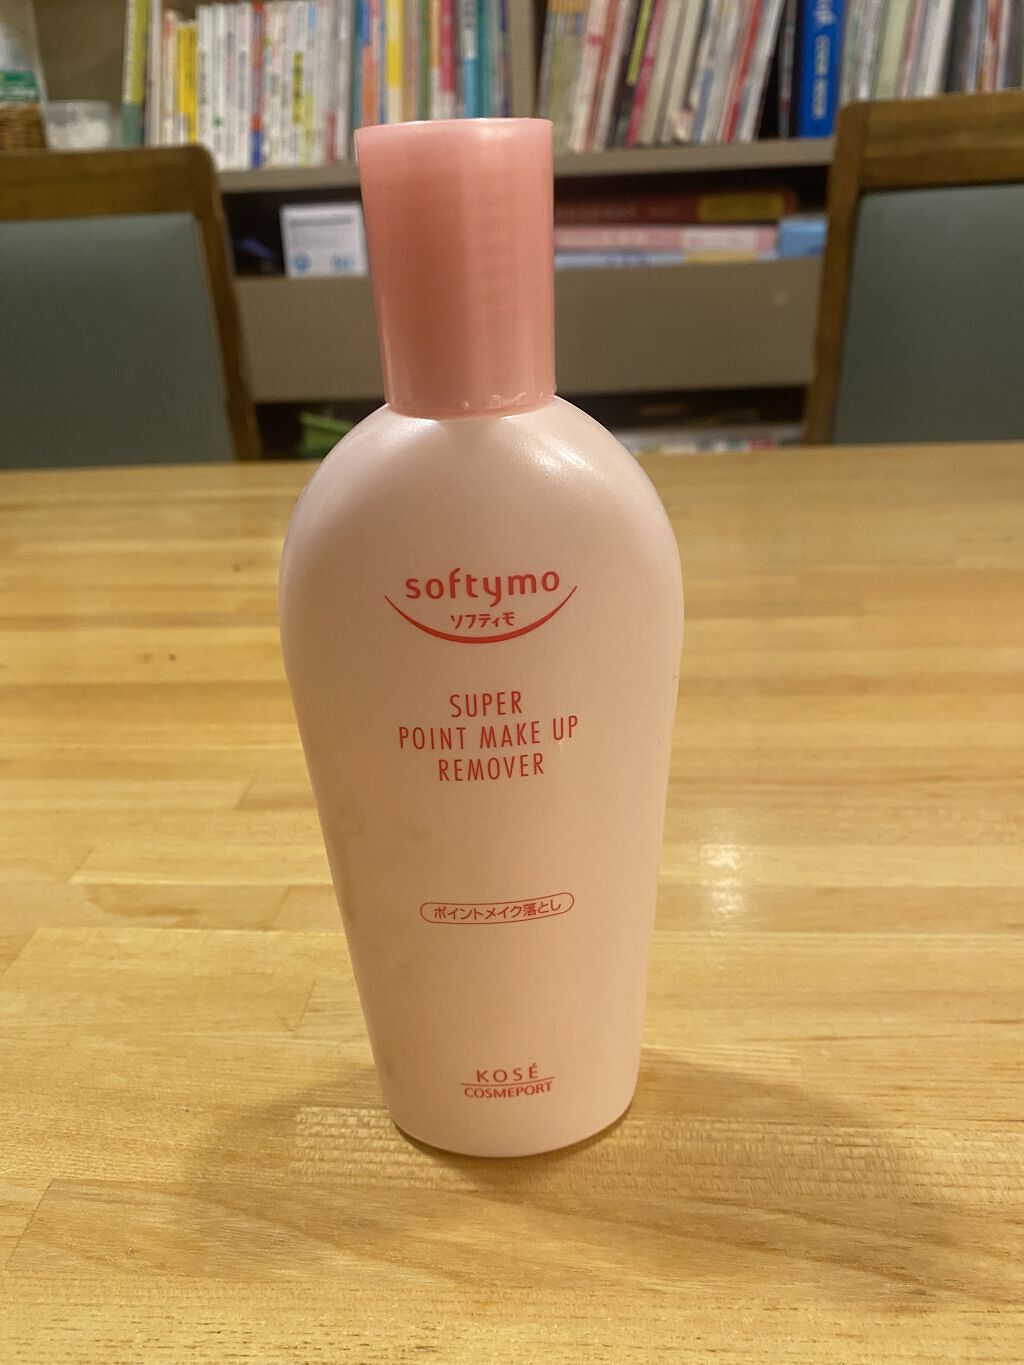 softymo
ソフティモ
SUPER
POINT MAKE UP
REMOVER
ポイントメイク落とし
KOSÉ
COSMEPORT